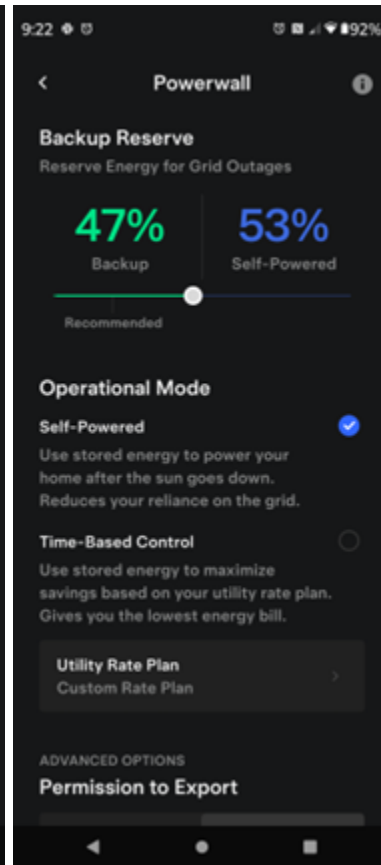 9:22 92%
Powerwall
Backup Reserve
Reserve Energy for Grid Outages
47% 53%
Backup Self-Powered
Recommended
Operational Mode
Self-Powered
Use stored energy to power your
home after the sun goes down.
Reduces your reliance on the grid.
Time-Based Control
Use stored energy to maximize
savings based on your utility rate plan.
Gives you the lowest energy bill.
Utility Rate Plan
Custom Rate Plan
ADVANCED OPTIONS
Permission to Export